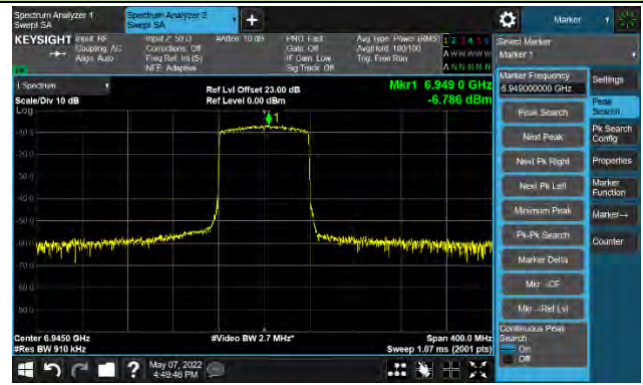 Spectrum Analyzer 1
Swept SA
Spectrum Analyzer 2
Swept SA
+
Marker
KEYSIGHT Input: RF
Coupling: AC
Align: Auto
Input Z: 50 Ω
Corrections: Off
Freq Ref: Int (S)
NFE: Adaptive
#Atten: 10 dB
PNO: Fast
Gate: Off
IF Gain: Low
Sig Track: Off
Avg Type: Power (RMS)
Avg|Hold: 100/100
Trig: Free Run
1 2 3 4 5 6
A W W W W W
A N N N N N
Select Marker
Marker 1
1 Spectrum
Scale/Div 10 dB
Log
Ref Lvl Offset 23.00 dB
Ref Level 0.00 dBm
Mkr1 6.949 0 GHz
-6.786 dBm
1
-10.0
-20.0
-30.0
-40.0
-50.0
-60.0
-70.0
-80.0
-90.0
Center 6.9450 GHz
#Res BW 910 kHz
#Video BW 2.7 MHz*
Span 400.0 MHz
Sweep 1.07 ms (2001 pts)
Marker Frequency
6.949000000 GHz
Peak Search
Next Peak
Next Pk Right
Next Pk Left
Minimum Peak
Pk-Pk Search
Marker Delta
Mkr→CF
Mkr→Ref Lvl
Continuous Peak
Search
On
Off
Settings
Peak
Search
Pk Search
Config
Properties
Marker
Function
Marker→
Counter
?
May 07, 2022
4:49:46 PM